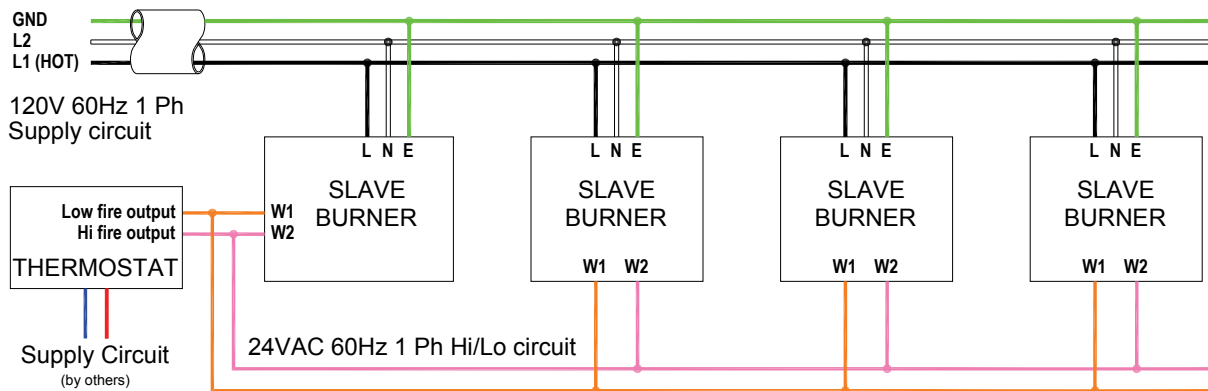 GND
L2
L1 (HOT)
120V 60Hz 1 Ph
Supply circuit
L N E
SLAVE
BURNER
W1
W2
L N E
SLAVE
BURNER
W1 W2
L N E
SLAVE
BURNER
W1 W2
L N E
SLAVE
BURNER
W1 W2
Low fire output
Hi fire output
THERMOSTAT
Supply Circuit
(by others)
24VAC 60Hz 1 Ph Hi/Lo circuit